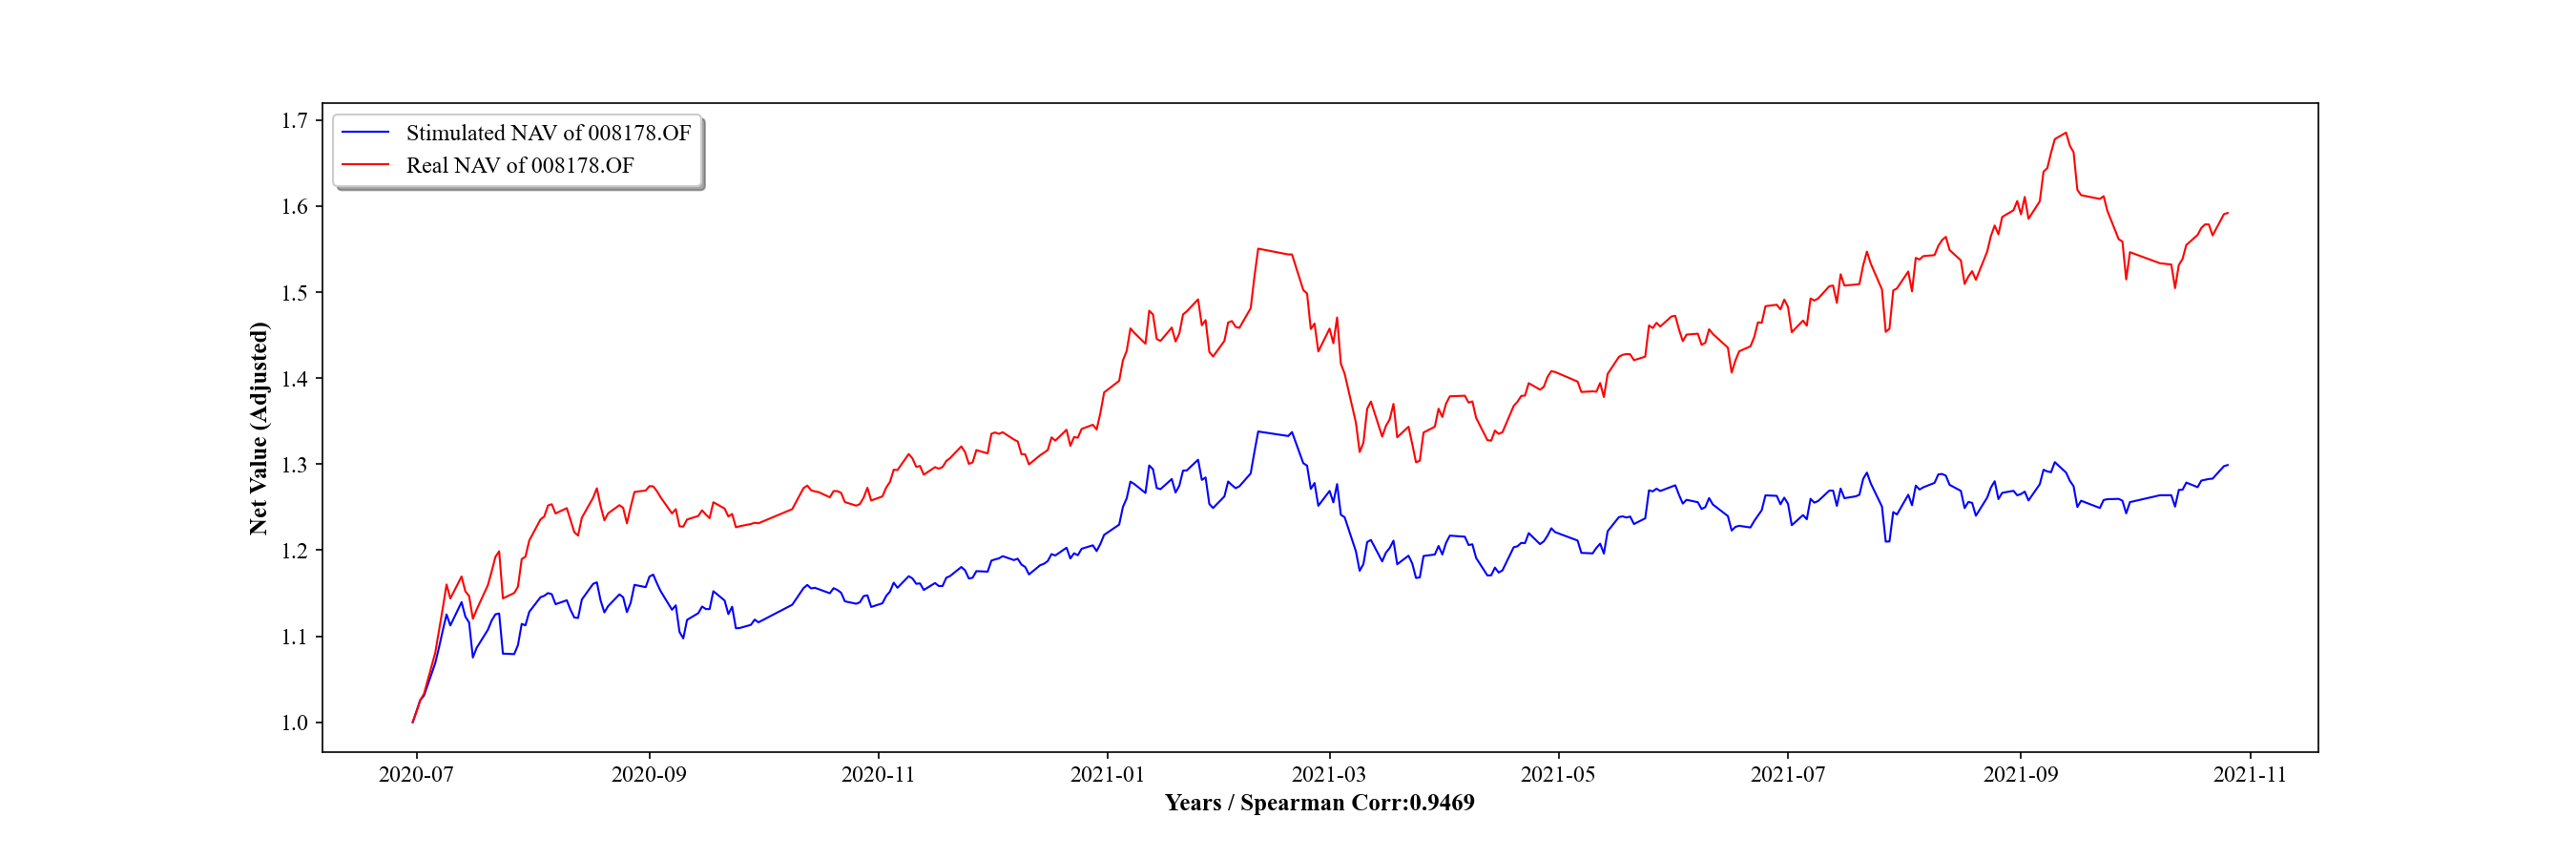 Stimulated NAV of 008178.OF
Real NAV of 008178.OF
Net Value (Adjusted)
1.7
1.6
1.5
1.4
1.3
1.2
1.1
1.0
2020-07 2020-09 2020-11 2021-01 2021-03 2021-05 2021-07 2021-09 2021-11
Years / Spearman Corr:0.9469